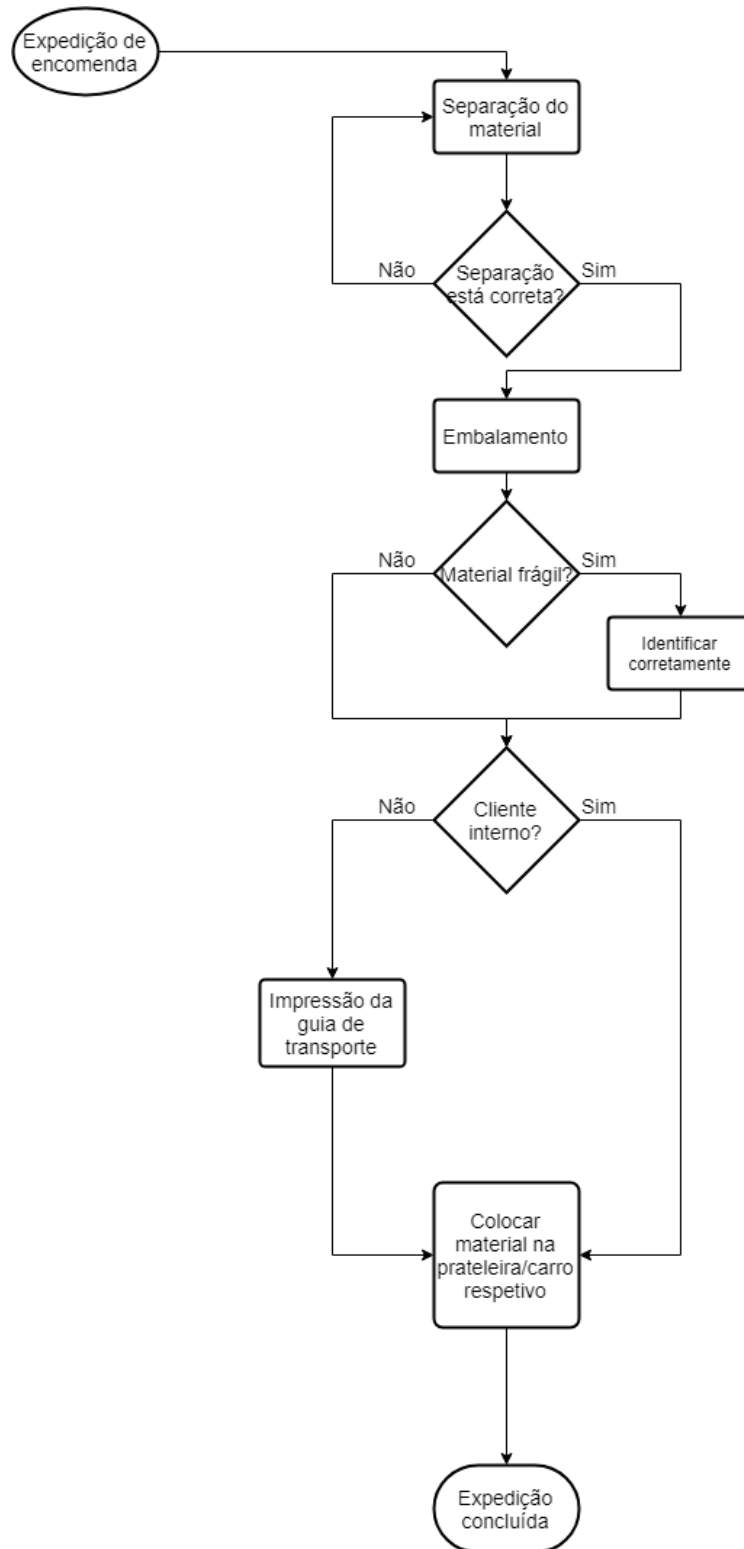 Expedição de
encomenda
Separação do
material
Não
Separação
está correta?
Sim
Embalamento
Não
Material frágil?
Sim
Identificar
corretamente
Não
Cliente
interno?
Sim
Impressão da
guia de
transporte
Colocar
material na
prateleira/carro
respetivo
Expedição
concluída